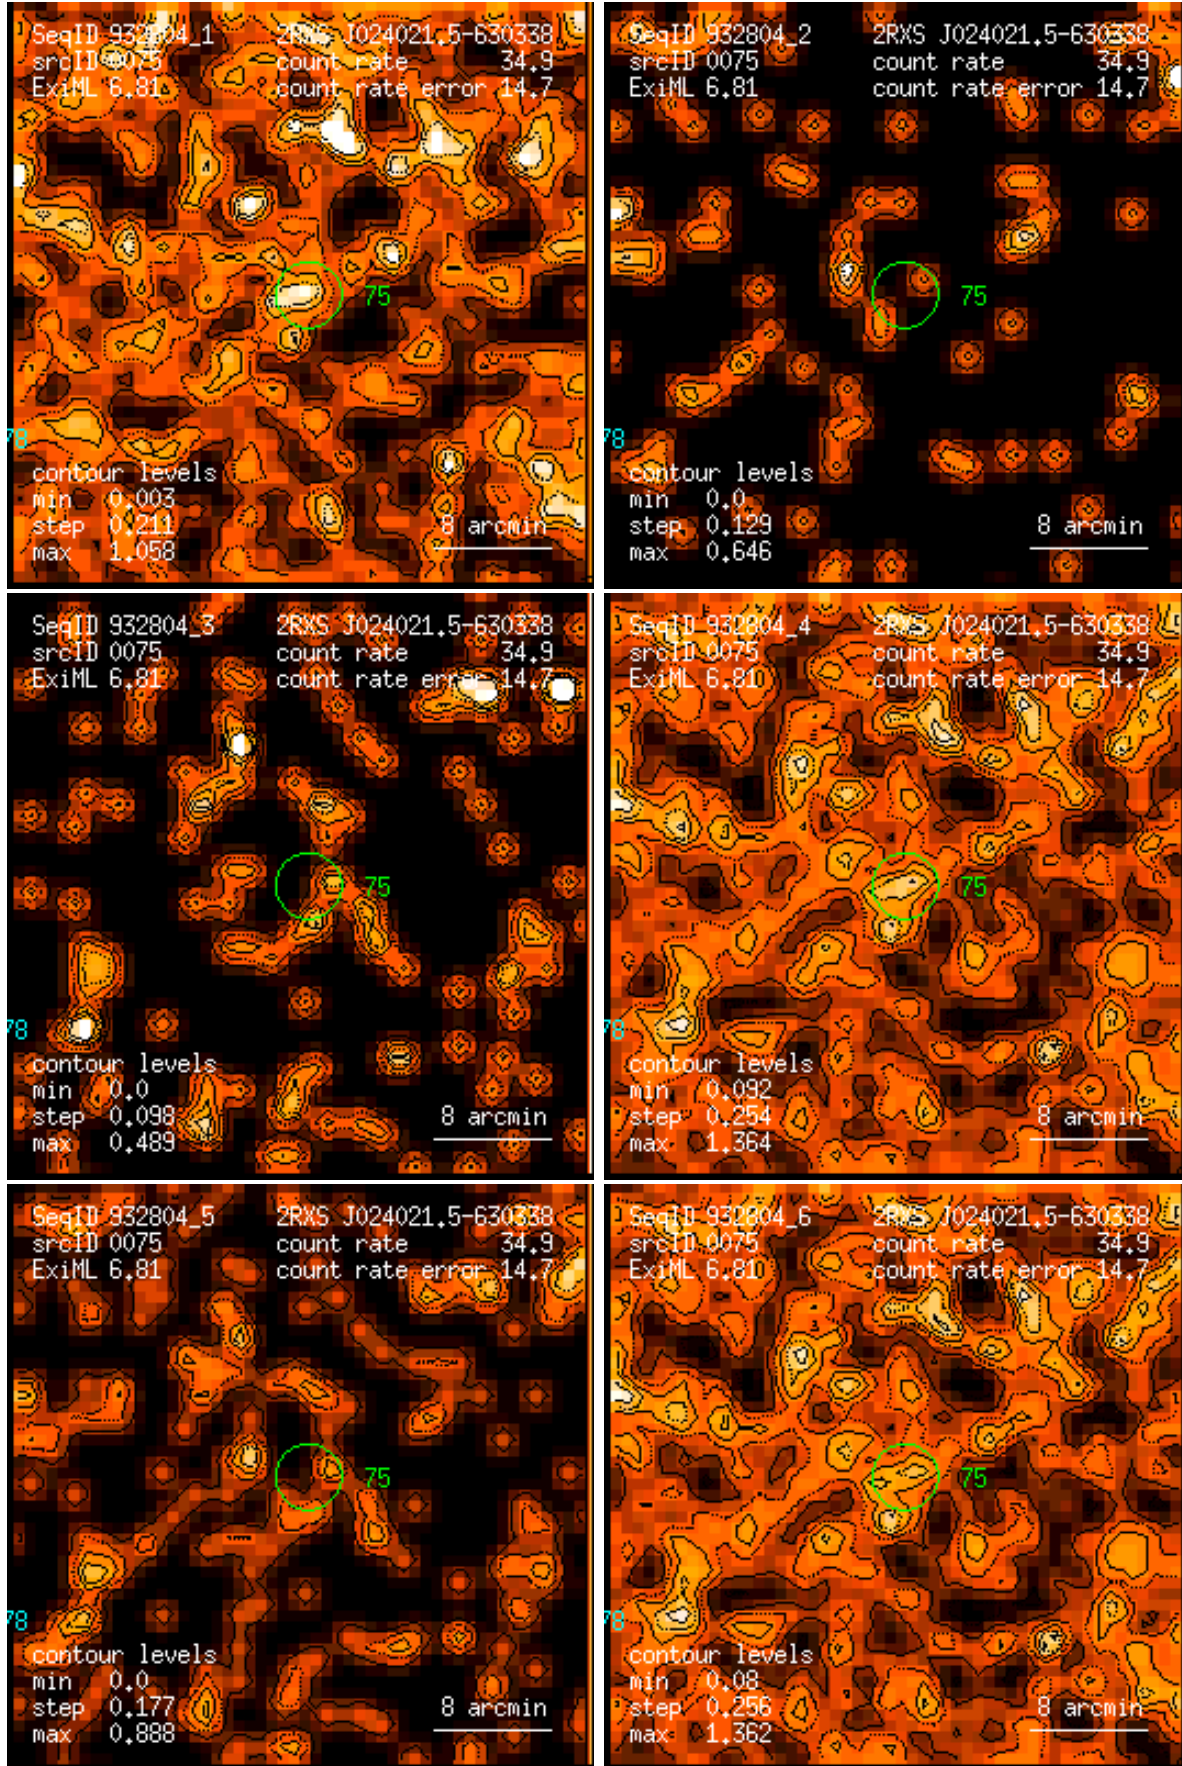 SeqID 932804_1 2RXS J024021.5-630338
srcID 0075 count rate 34.9
ExiML 6.81 count rate error 14.7
75
78
contour levels
min 0.003
step 0.211 8 arcmin
max 1.058
SeqID 932804_2 2RXS J024021.5-630338
srcID 0075 count rate 34.9
ExiML 6.81 count rate error 14.7
75
78
contour levels
min 0.0
step 0.129 8 arcmin
max 0.646
SeqID 932804_3 2RXS J024021.5-630338
srcID 0075 count rate 34.9
ExiML 6.81 count rate error 14.7
75
78
contour levels
min 0.0
step 0.098 8 arcmin
max 0.489
SeqID 932804_4 2RXS J024021.5-630338
srcID 0075 count rate 34.9
ExiML 6.81 count rate error 14.7
75
78
contour levels
min 0.092
step 0.254 8 arcmin
max 1.364
SeqID 932804_5 2RXS J024021.5-630338
srcID 0075 count rate 34.9
ExiML 6.81 count rate error 14.7
75
78
contour levels
min 0.0
step 0.177 8 arcmin
max 0.888
SeqID 932804_6 2RXS J024021.5-630338
srcID 0075 count rate 34.9
ExiML 6.81 count rate error 14.7
75
78
contour levels
min 0.08
step 0.256 8 arcmin
max 1.362